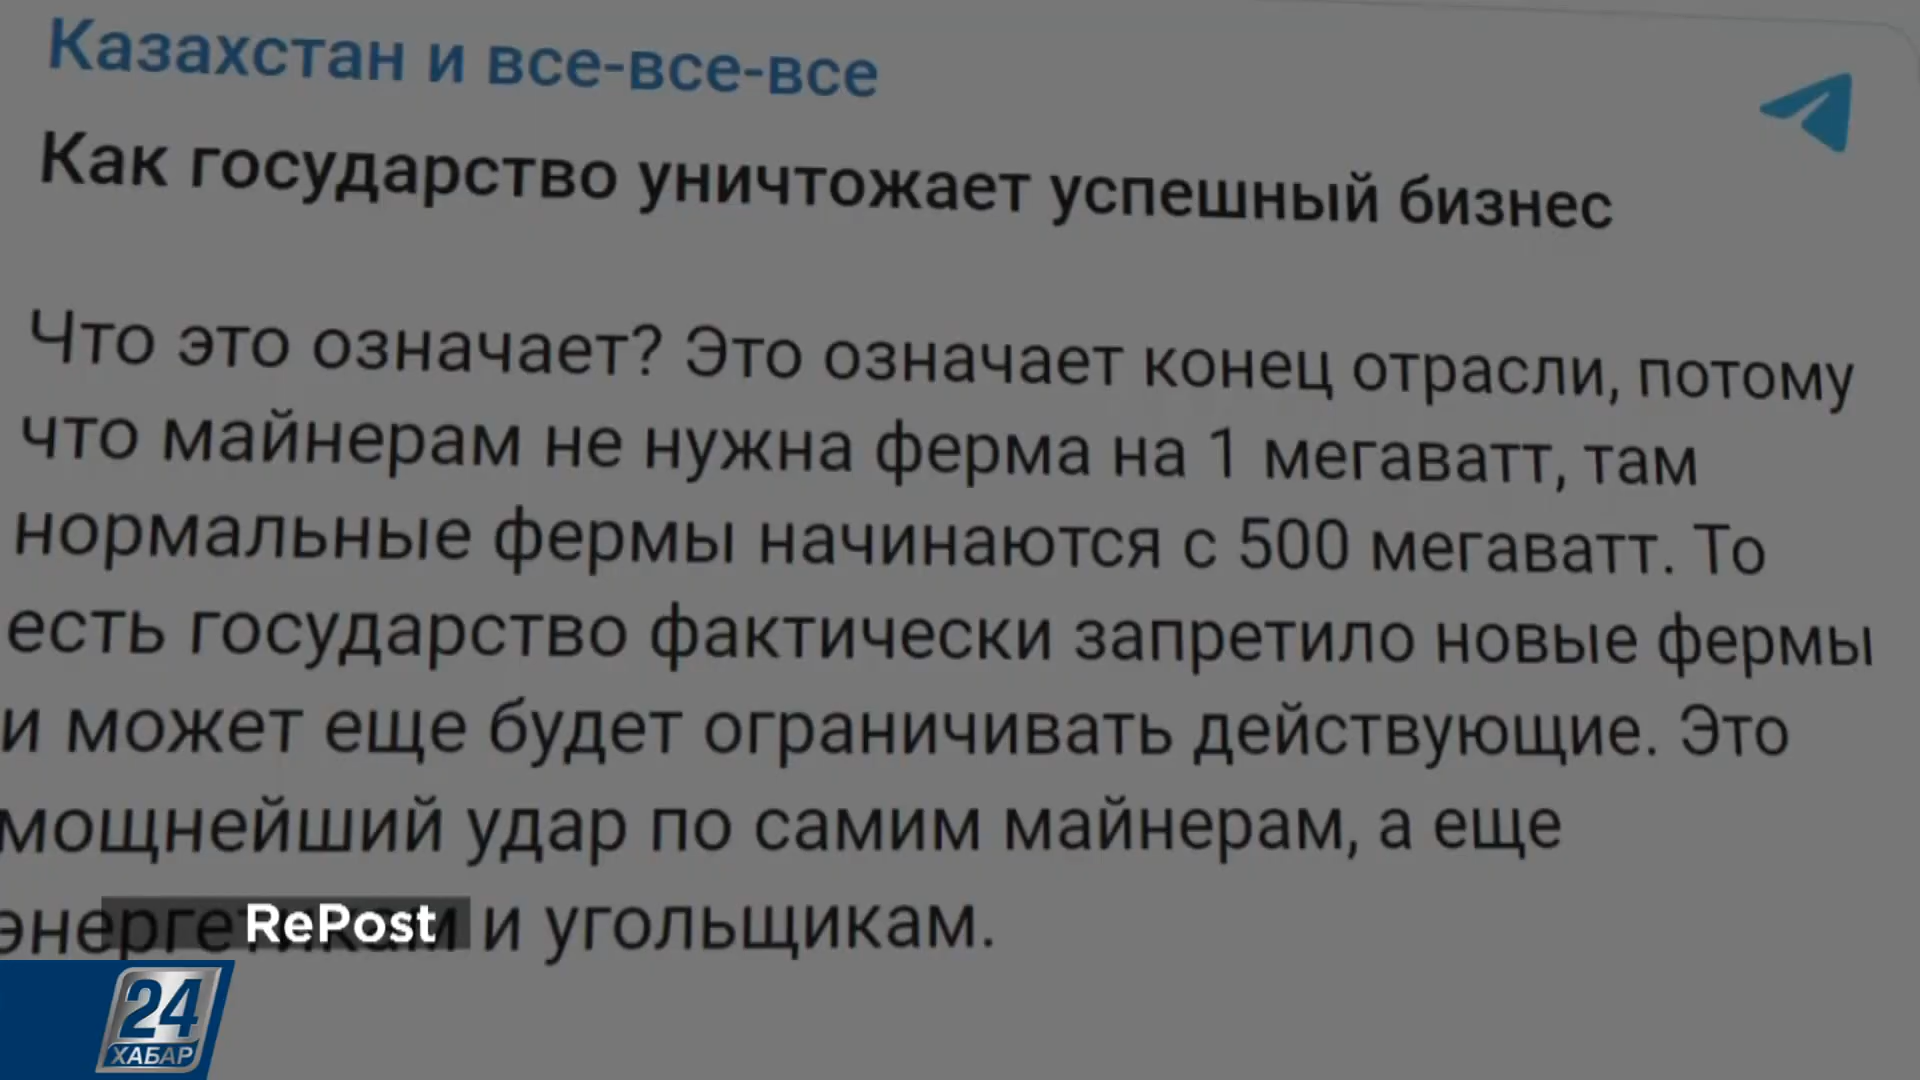 Казахстан и все-все-все
Как государство уничтожает успешный бизнес
Что это означает? Это означает конец отрасли, потому
что майнерам не нужна ферма на 1 мегаватт, там
нормальные фермы начинаются с 500 мегаватт. То
есть государство фактически запретило новые фермы
и может еще будет ограничивать действующие. Это
мощнейший удар по самим майнерам, а еще
энергетикам и угольщикам.
RePost
24
ХАБАР